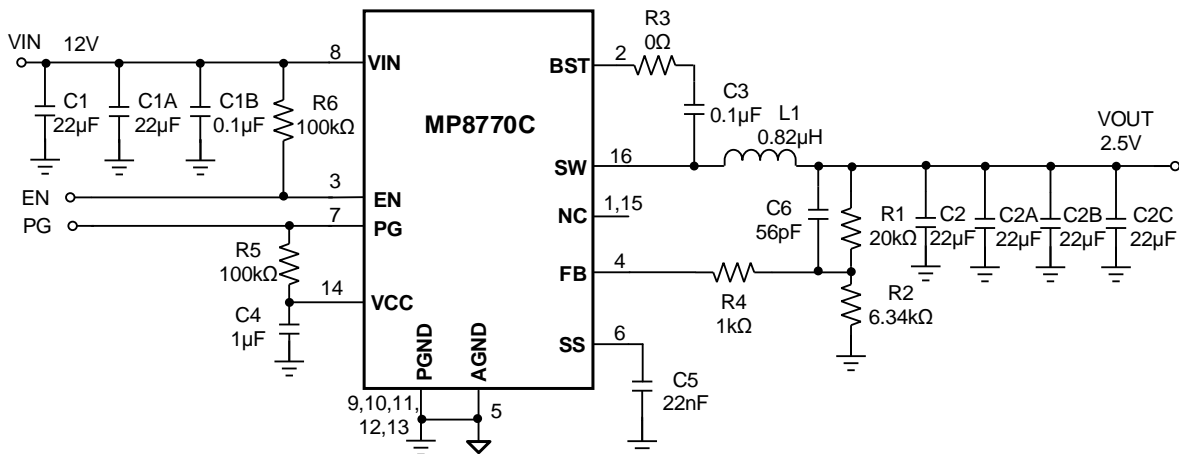 VIN
12V
C1
22µF
C1A
22µF
C1B
0.1µF
R6
100kΩ
EN
PG
R5
100kΩ
C4
1µF
8
3
7
14
VIN
EN
PG
VCC
MP8770C
BST
SW
NC
FB
SS
PGND
AGND
9,10,11,
12,13
5
2
16
1,15
4
6
R3
0Ω
C3
0.1µF
L1
0.82µH
C6
56pF
R1
20kΩ
R4
1kΩ
R2
6.34kΩ
C5
22nF
C2
22µF
C2A
22µF
C2B
22µF
C2C
22µF
VOUT
2.5V